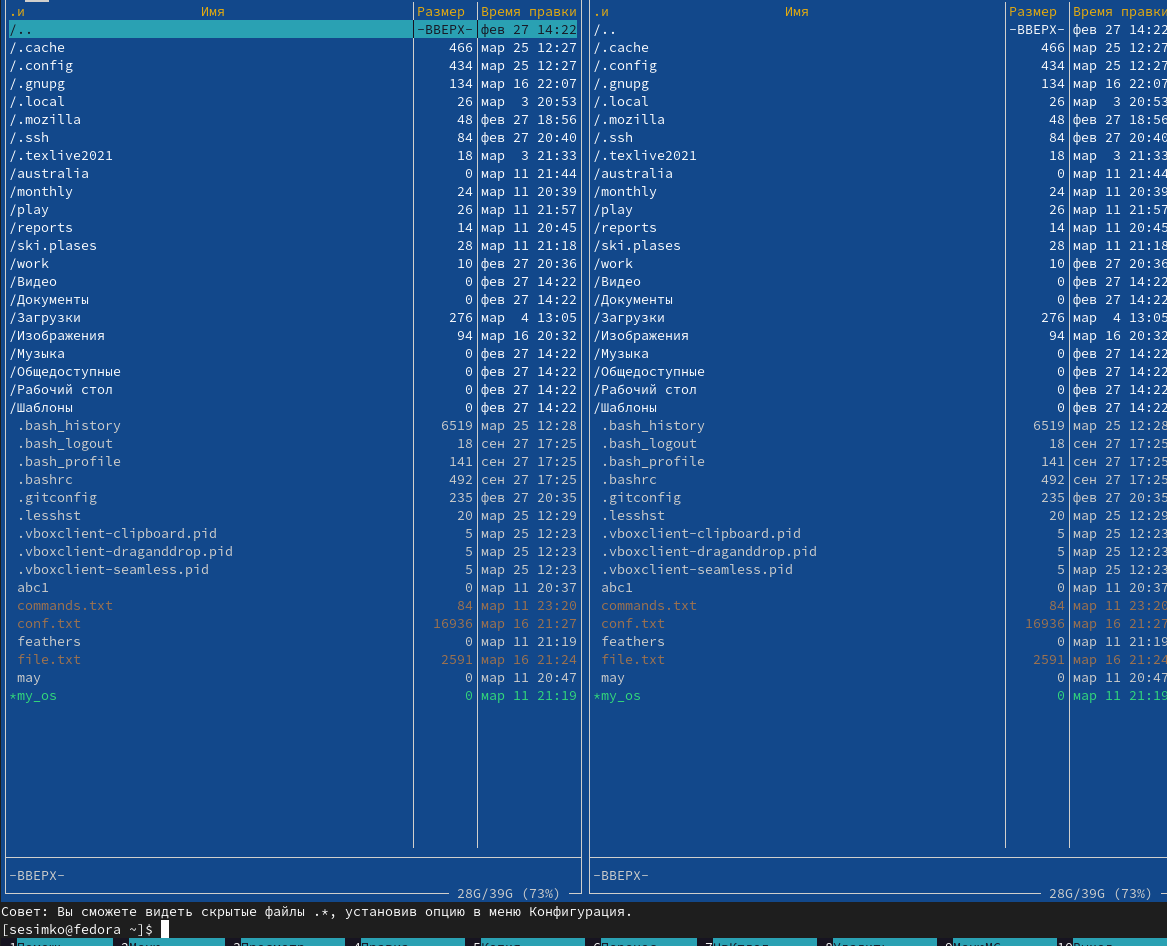 .и Имя Размер Время правки .и Имя Размер Время правки
/.. -ВВЕРХ- фев 27 14:22 /.. -ВВЕРХ- фев 27 14:22
/.cache 466 мар 25 12:27 /.cache 466 мар 25 12:27
/.config 434 мар 25 12:27 /.config 434 мар 25 12:27
/.gnupg 134 мар 16 22:07 /.gnupg 134 мар 16 22:07
/.local 26 мар 3 20:53 /.local 26 мар 3 20:53
/.mozilla 48 фев 27 18:56 /.mozilla 48 фев 27 18:56
/.ssh 84 фев 27 20:40 /.ssh 84 фев 27 20:40
/.texlive2021 18 мар 3 21:33 /.texlive2021 18 мар 3 21:33
/australia 0 мар 11 21:44 /australia 0 мар 11 21:44
/monthly 24 мар 11 20:39 /monthly 24 мар 11 20:39
/play 26 мар 11 21:57 /play 26 мар 11 21:57
/reports 14 мар 11 20:45 /reports 14 мар 11 20:45
/ski.plases 28 мар 11 21:18 /ski.plases 28 мар 11 21:18
/work 10 фев 27 20:36 /work 10 фев 27 20:36
/Видео 0 фев 27 14:22 /Видео 0 фев 27 14:22
/Документы 0 фев 27 14:22 /Документы 0 фев 27 14:22
/Загрузки 276 мар 4 13:05 /Загрузки 276 мар 4 13:05
/Изображения 94 мар 16 20:32 /Изображения 94 мар 16 20:32
/Музыка 0 фев 27 14:22 /Музыка 0 фев 27 14:22
/Общедоступные 0 фев 27 14:22 /Общедоступные 0 фев 27 14:22
/Рабочий стол 0 фев 27 14:22 /Рабочий стол 0 фев 27 14:22
/Шаблоны 0 фев 27 14:22 /Шаблоны 0 фев 27 14:22
.bash_history 6519 мар 25 12:28 .bash_history 6519 мар 25 12:28
.bash_logout 18 сен 27 17:25 .bash_logout 18 сен 27 17:25
.bash_profile 141 сен 27 17:25 .bash_profile 141 сен 27 17:25
.bashrc 492 сен 27 17:25 .bashrc 492 сен 27 17:25
.gitconfig 235 фев 27 20:35 .gitconfig 235 фев 27 20:35
.lesshst 20 мар 25 12:29 .lesshst 20 мар 25 12:29
.vboxclient-clipboard.pid 5 мар 25 12:23 .vboxclient-clipboard.pid 5 мар 25 12:23
.vboxclient-draganddrop.pid 5 мар 25 12:23 .vboxclient-draganddrop.pid 5 мар 25 12:23
.vboxclient-seamless.pid 5 мар 25 12:23 .vboxclient-seamless.pid 5 мар 25 12:23
abc1 0 мар 11 20:37 abc1 0 мар 11 20:37
commands.txt 84 мар 11 23:20 commands.txt 84 мар 11 23:20
conf.txt 16936 мар 16 21:27 conf.txt 16936 мар 16 21:27
feathers 0 мар 11 21:19 feathers 0 мар 11 21:19
file.txt 2591 мар 16 21:24 file.txt 2591 мар 16 21:24
may 0 мар 11 20:47 may 0 мар 11 20:47
*my_os 0 мар 11 21:19 *my_os 0 мар 11 21:19
-ВВЕРХ- -ВВЕРХ-
28G/39G (73%) 28G/39G (73%)
Совет: Вы сможете видеть скрытые файлы .*, установив опцию в меню Конфигурация.
[sesimko@fedora ~]$